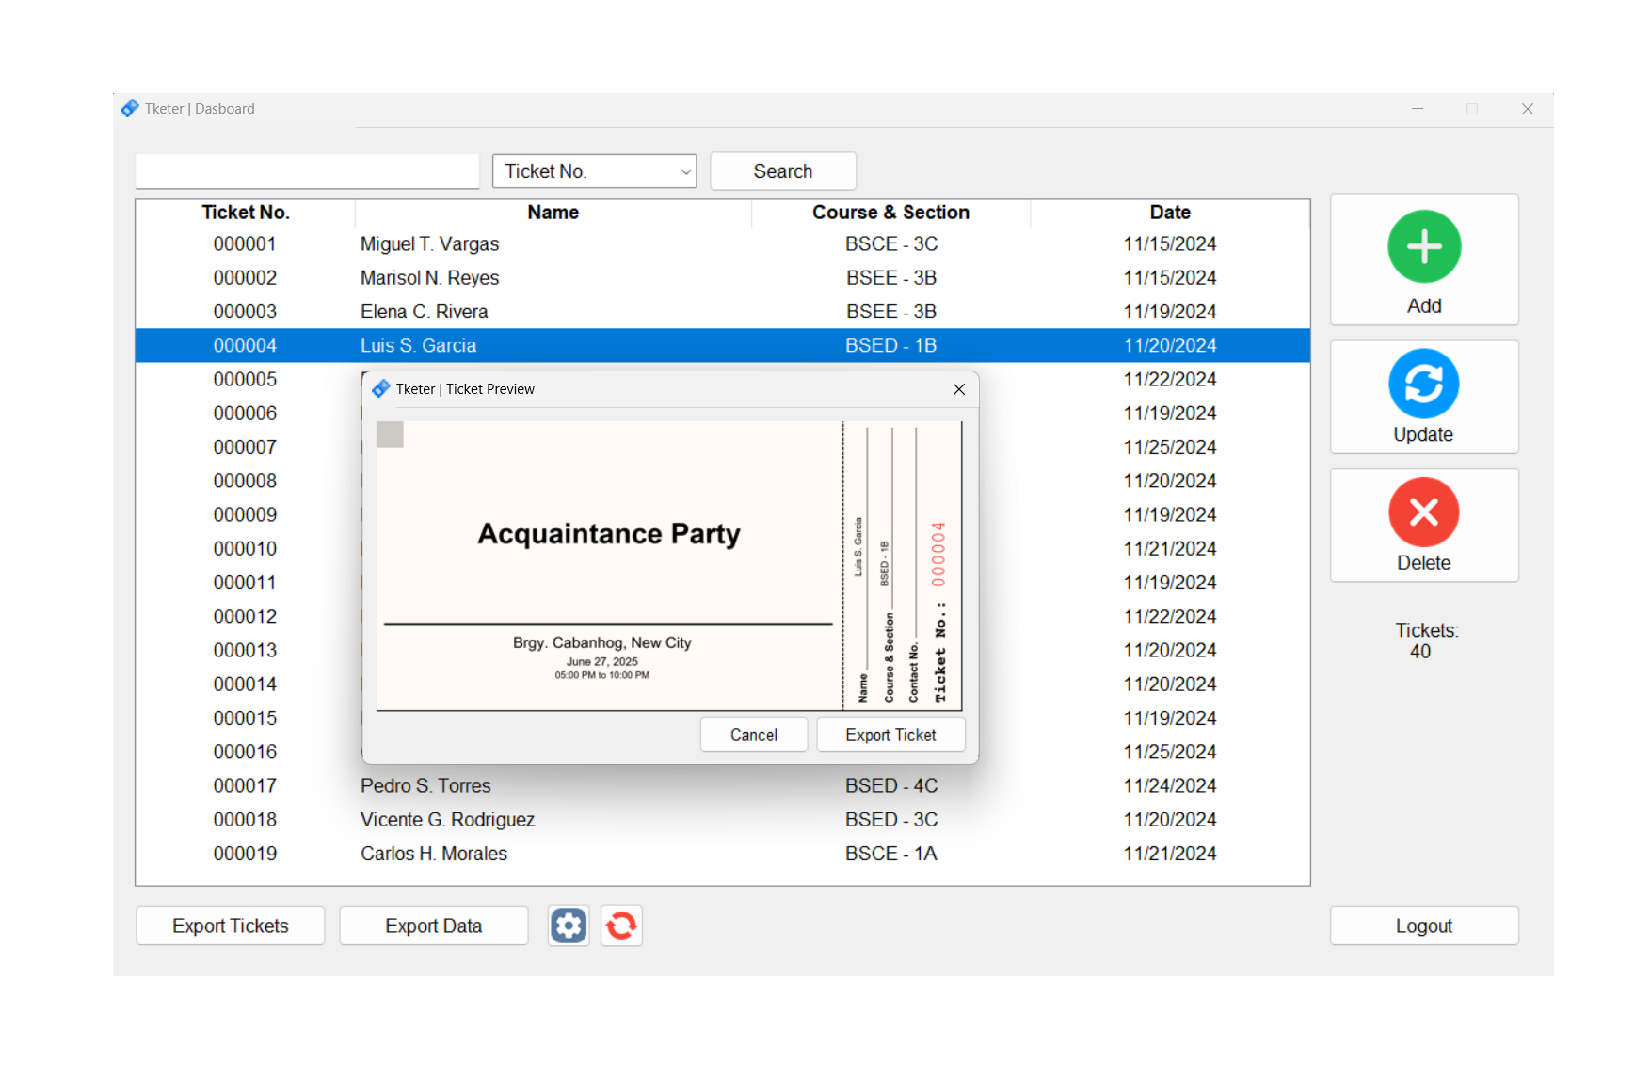 Tketer | Dasboard
Ticket No. Search
Ticket No. Name Course & Section Date
000001 Miguel T. Vargas BSCE - 3C 11/15/2024
000002 Marisol N. Reyes BSEE - 3B 11/15/2024
000003 Elena C. Rivera BSEE - 3B 11/19/2024
000004 Luis S. Garcia BSED - 1B 11/20/2024
000005 11/22/2024
000006 11/19/2024
000007 11/25/2024
000008 11/20/2024
000009 11/19/2024
000010 11/21/2024
000011 11/19/2024
000012 11/22/2024
000013 11/20/2024
000014 11/20/2024
000015 11/19/2024
000016 11/25/2024
000017 Pedro S. Torres BSED - 4C 11/24/2024
000018 Vicente G. Rodriguez BSED - 3C 11/20/2024
000019 Carlos H. Morales BSCE - 1A 11/21/2024
Tketer | Ticket Preview
Acquaintance Party
Brgy. Cabanhog, New City
June 27, 2025
05:00 PM to 10:00 PM
Name Luis S. Garcia
Course & Section BSED - 1B
Contact No.
Ticket No.: 000004
Cancel Export Ticket
Add
Update
Delete
Tickets:
40
Export Tickets Export Data Logout